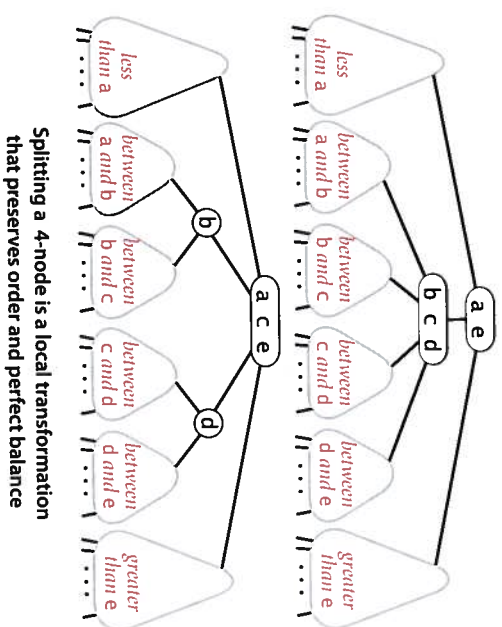 a e
b c d
less
than a
between
a and b
between
b and c
between
c and d
between
d and e
greater
than e
a c e
b
d
less
than a
between
a and b
between
b and c
between
c and d
between
d and e
greater
than e
Splitting a 4-node is a local transformation
that preserves order and perfect balance